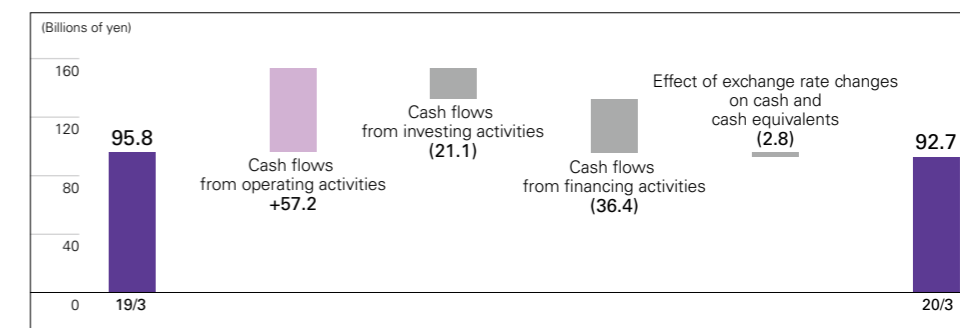 (Billions of yen)
160
120
80
40
0
95.8
19/3
Cash flows
from operating activities
+57.2
Cash flows
from investing activities
(21.1)
Cash flows
from financing activities
(36.4)
Effect of exchange rate changes
on cash and
cash equivalents
(2.8)
92.7
20/3